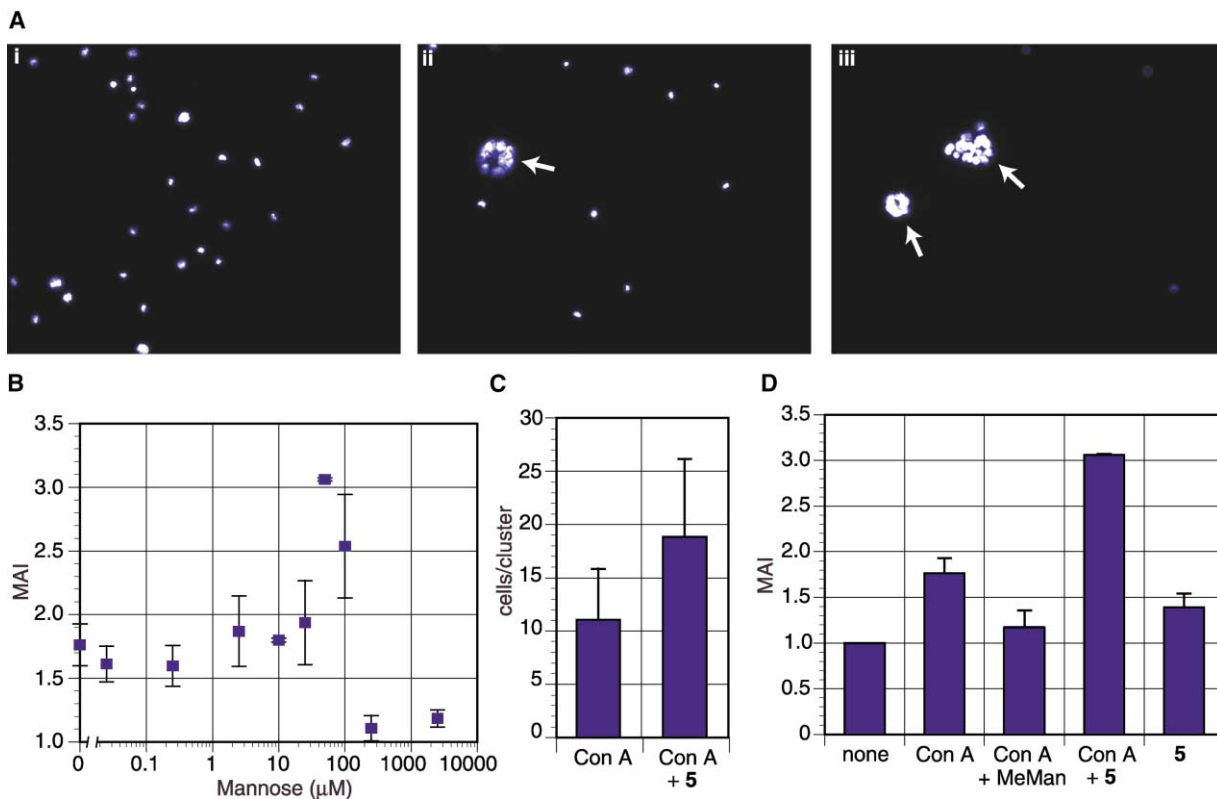 A
i
ii
iii
B
3.5
3.0
2.5
2.0
1.5
1.0
MAI
0 0.1 1 10 100 1000 10000
Mannose (μM)
C
30
25
20
15
10
5
0
cells/cluster
Con A Con A
+ 5
D
3.5
3.0
2.5
2.0
1.5
1.0
0.5
0
MAI
none Con A Con A Con A 5
+ MeMan + 5